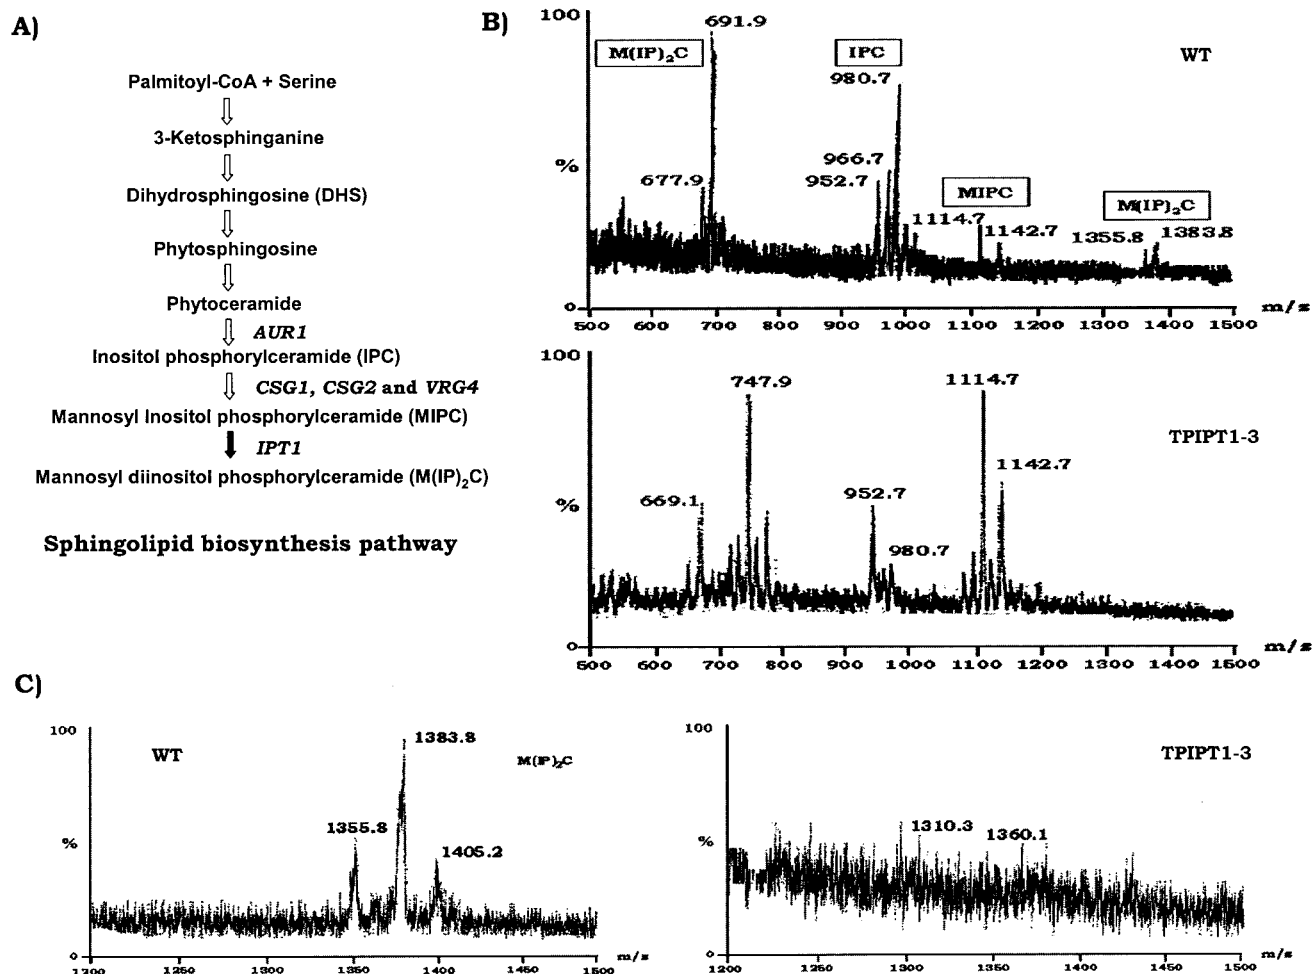 A)
Palmitoyl-CoA + Serine
3-Ketosphinganine
Dihydrosphingosine (DHS)
Phytosphingosine
Phytoceramide
AUR1
Inositol phosphorylceramide (IPC)
CSG1, CSG2 and VRG4
Mannosyl Inositol phosphorylceramide (MIPC)
IPT1
Mannosyl diinositol phosphorylceramide (M(IP)₂C)
Sphingolipid biosynthesis pathway
B)
100
691.9
M(IP)₂C
IPC
WT
980.7
%
966.7
677.9
952.7
MIPC
M(IP)₂C
1114.7
1142.7
1355.8
1383.8
0
500 600 700 800 900 1000 1100 1200 1300 1400 1500
m/z
100
747.9
1114.7
TPIPT1-3
1142.7
%
669.1
952.7
980.7
0
500 600 700 800 900 1000 1100 1200 1300 1400 1500
m/z
C)
100
WT
1383.8
M(IP)₂C
1355.8
%
1405.2
0
1200 1250 1300 1350 1400 1450 1500
m/z
100
TPIPT1-3
%
1310.3
1360.1
0
1200 1250 1300 1350 1400 1450 1500
m/z